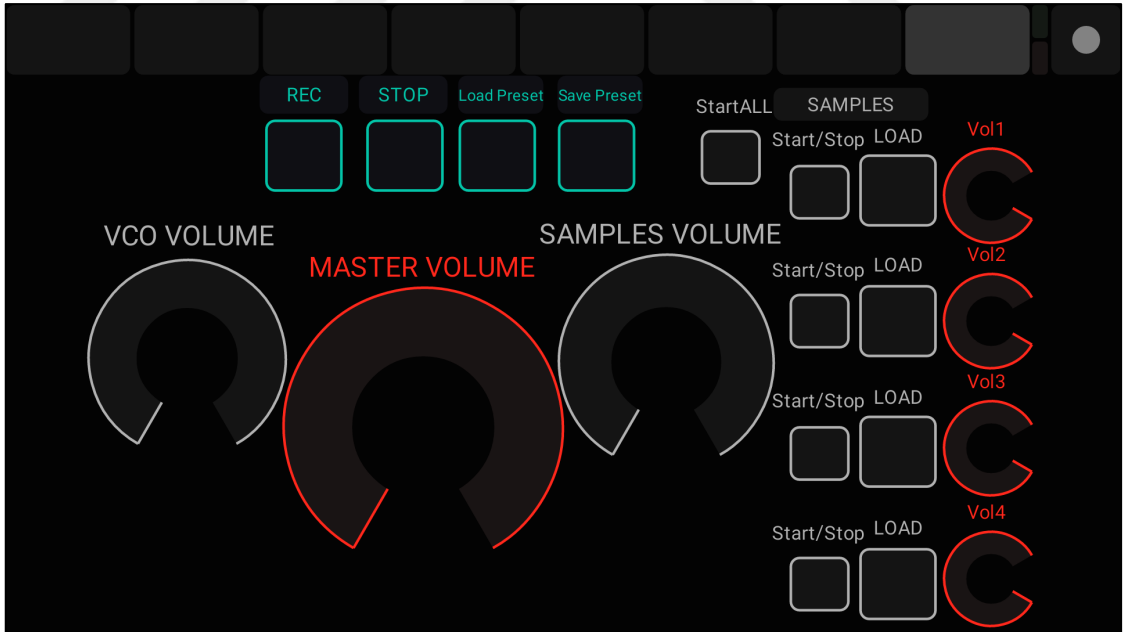 REC
STOP
Load Preset
Save Preset
StartALL
SAMPLES
Start/Stop
LOAD
Vol1
VCO VOLUME
MASTER VOLUME
SAMPLES VOLUME
Start/Stop
LOAD
Vol2
Start/Stop
LOAD
Vol3
Start/Stop
LOAD
Vol4